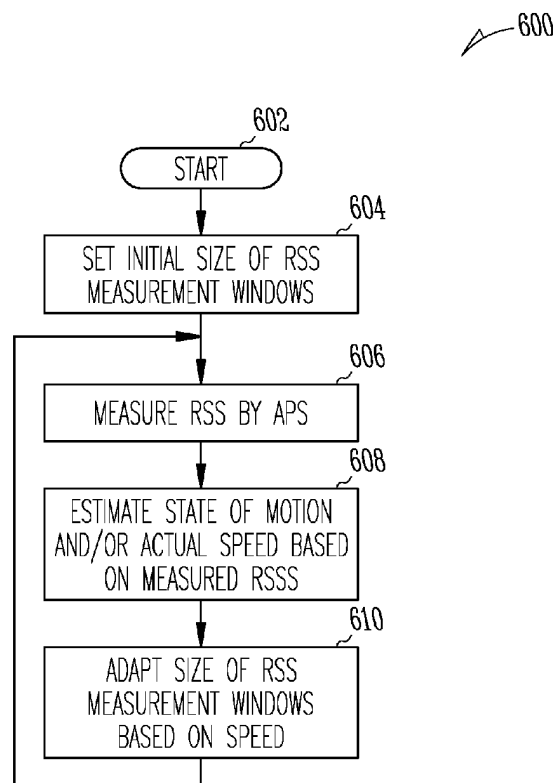 600
602
START
604
SET INITIAL SIZE OF RSS
MEASUREMENT WINDOWS
606
MEASURE RSS BY APS
608
ESTIMATE STATE OF MOTION
AND/OR ACTUAL SPEED BASED
ON MEASURED RSSS
610
ADAPT SIZE OF RSS
MEASUREMENT WINDOWS
BASED ON SPEED